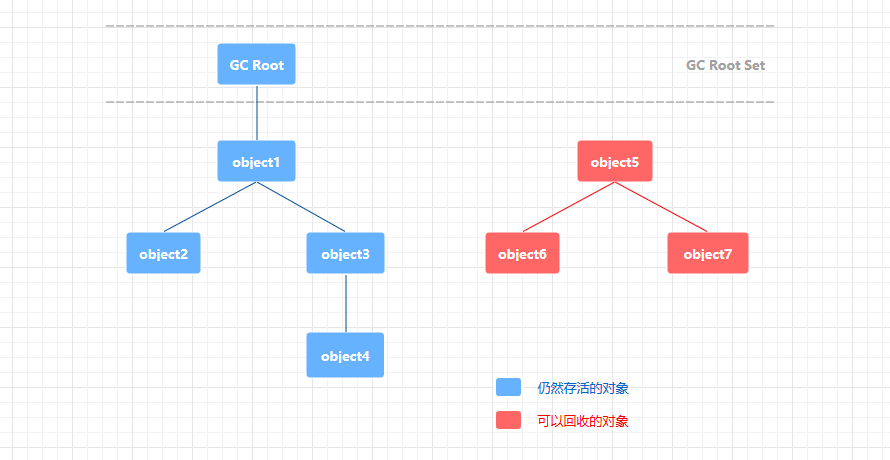 GC Root
GC Root Set
object1
object5
object2
object3
object6
object7
object4
仍然存活的对象
可以回收的对象